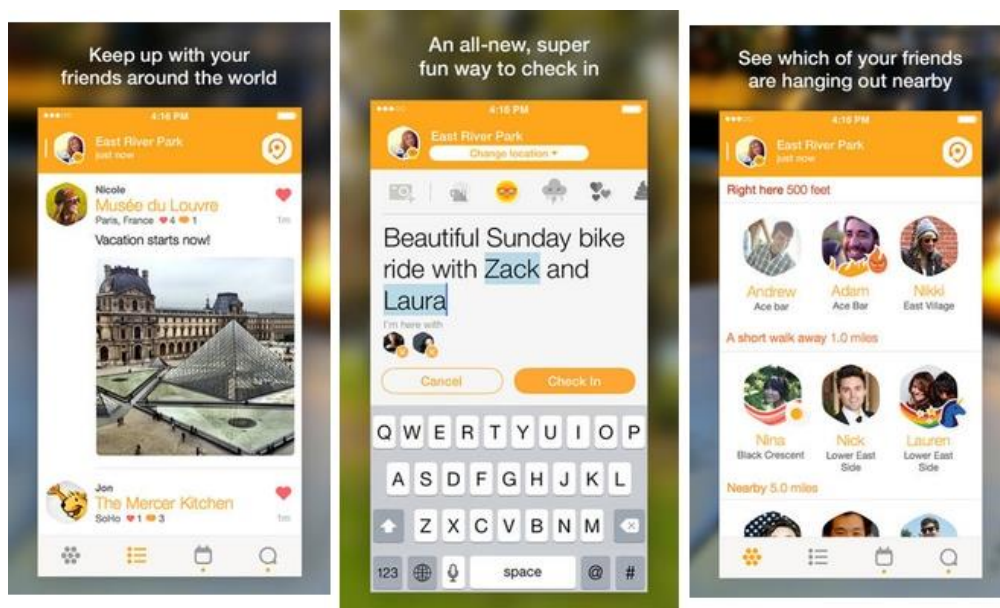 Keep up with your
friends around the world
4:16 PM
East River Park
just now
Nicole
Musée du Louvre
Paris, France 4 1
1m
Vacation starts now!
Jon
The Mercer Kitchen
SoHo 1 3
1m
An all-new, super
fun way to check in
4:16 PM
East River Park
Change location
Beautiful Sunday bike
ride with Zack and
Laura
I'm here with
Cancel Check In
Q W E R T Y U I O P
A S D F G H J K L
Z X C V B N M
123 space @ #
See which of your friends
are hanging out nearby
4:16 PM
East River Park
just now
Right here 500 feet
Andrew Adam Nikki
Ace bar Ace Bar East Village
A short walk away 1.0 miles
Nina Nick Lauren
Black Crescent Lower East Side Lower East Side
Nearby 5.0 miles